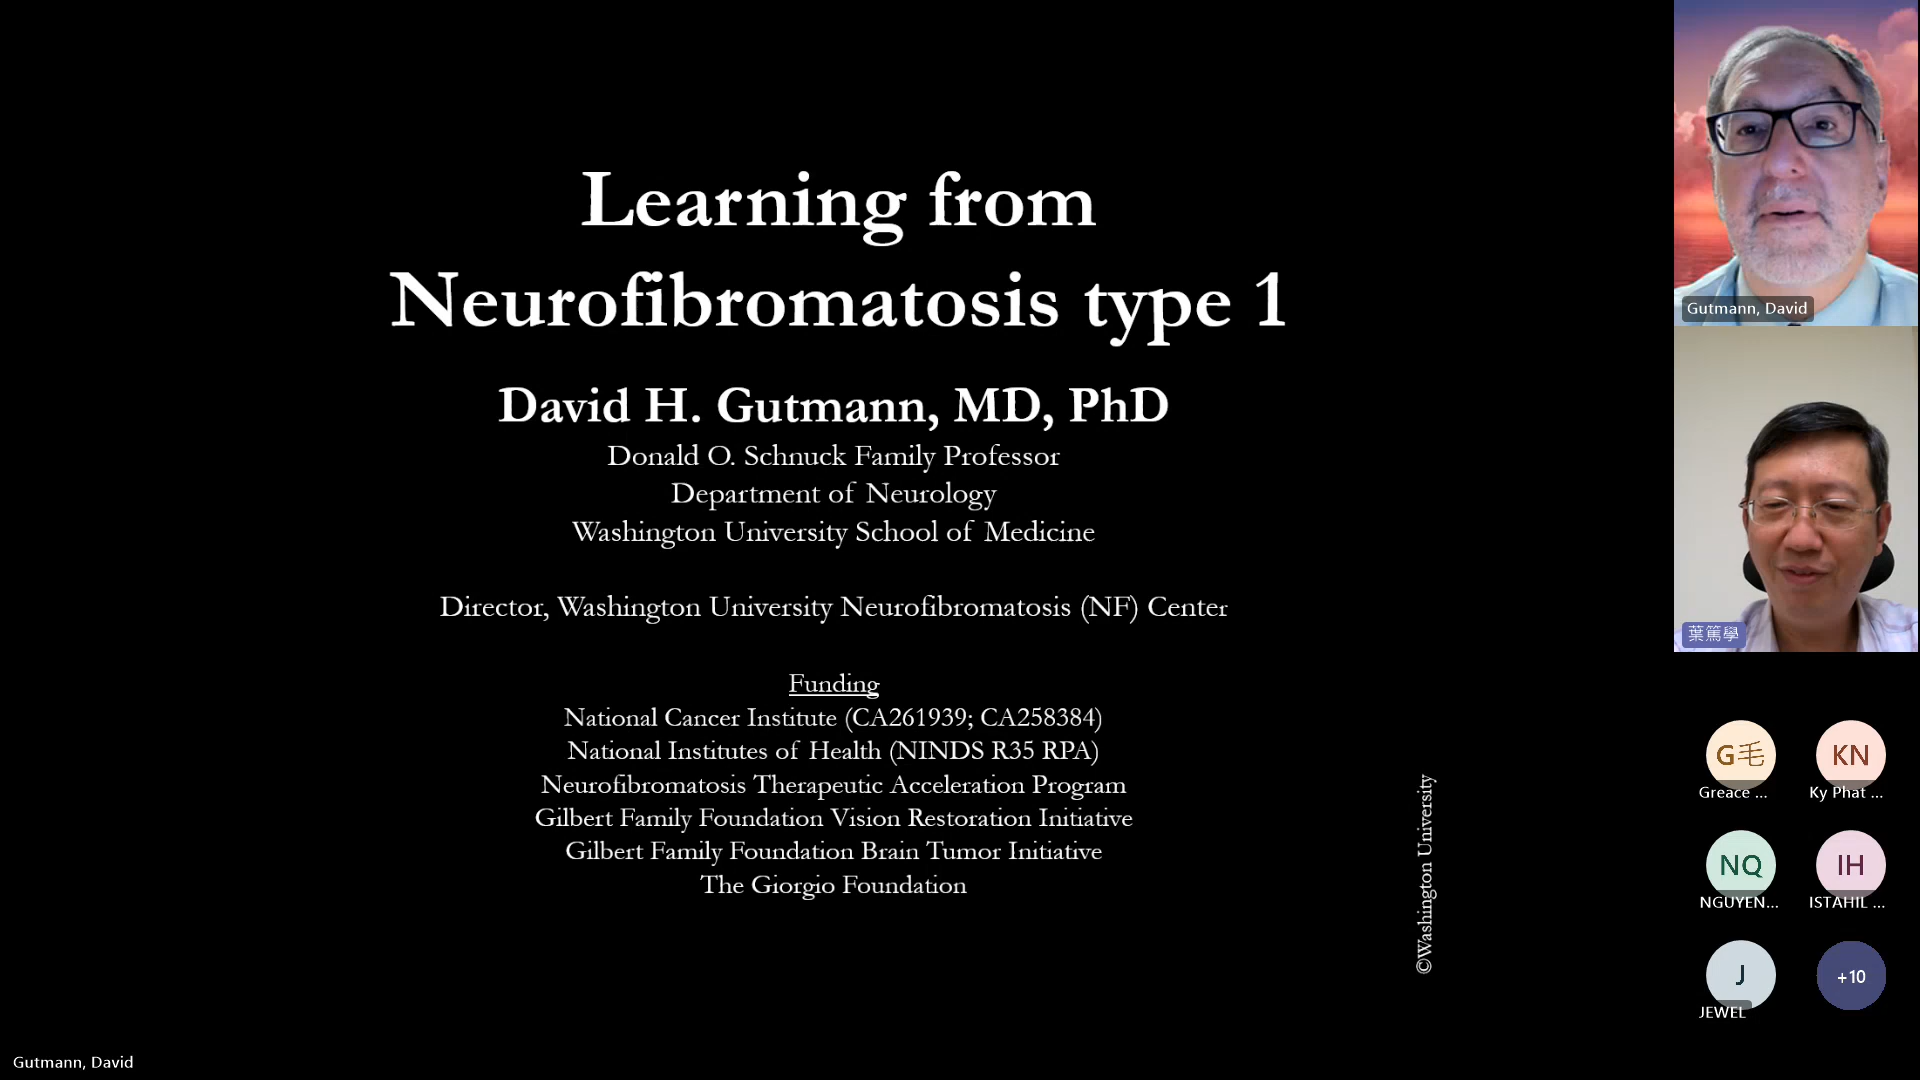 Learning from
Neurofibromatosis type 1
David H. Gutmann, MD, PhD
Donald O. Schnuck Family Professor
Department of Neurology
Washington University School of Medicine
Director, Washington University Neurofibromatosis (NF) Center
Funding
National Cancer Institute (CA261939; CA258384)
National Institutes of Health (NINDS R35 RPA)
Neurofibromatosis Therapeutic Acceleration Program
Gilbert Family Foundation Vision Restoration Initiative
Gilbert Family Foundation Brain Tumor Initiative
The Giorgio Foundation
©Washington University
Gutmann, David
Gutmann, David
葉篤學
G毛
Greace ...
KN
Ky Phat ...
NQ
NGUYEN...
IH
ISTAHIL ...
J
JEWEL
+10